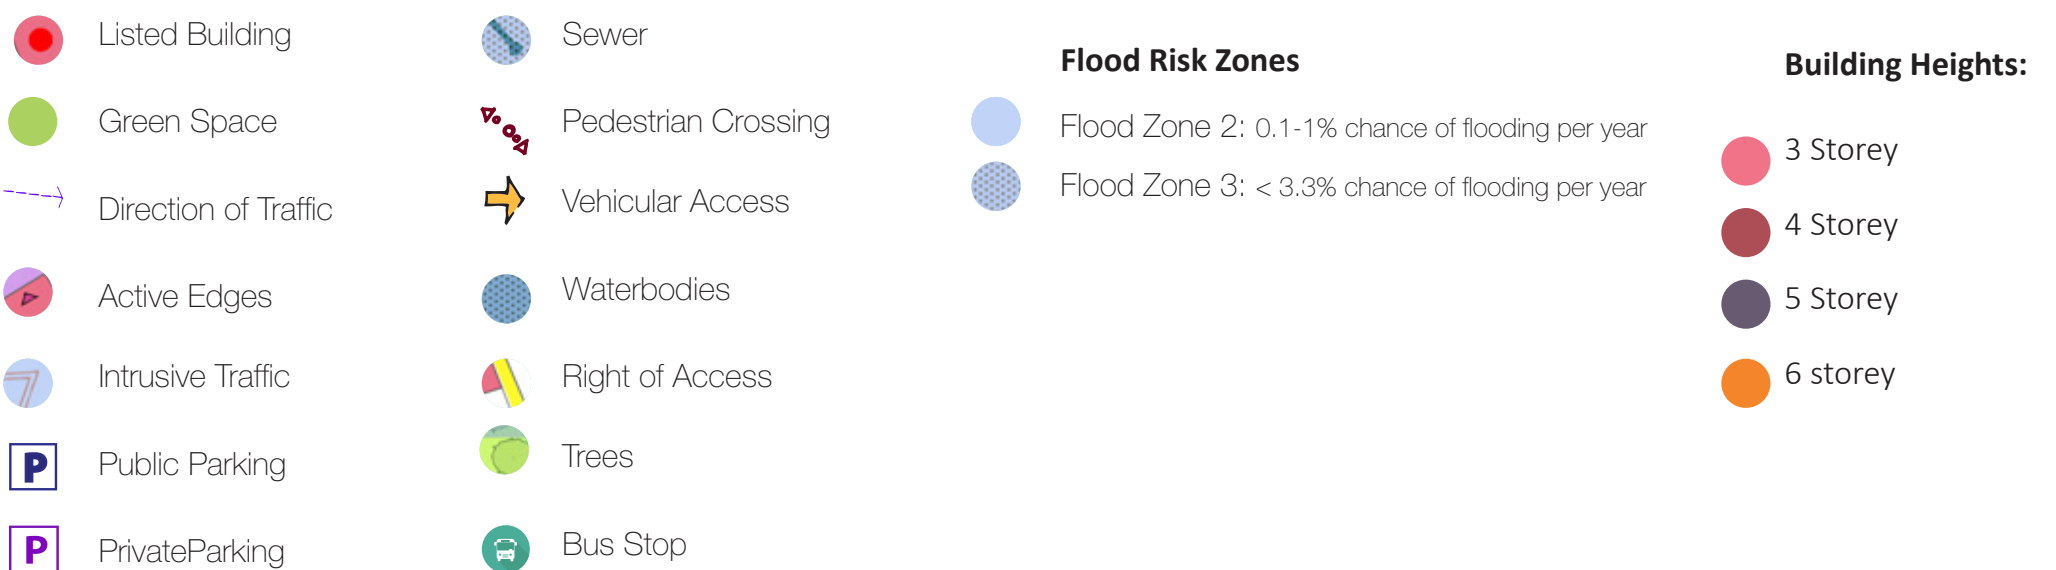 Listed Building
Green Space
Direction of Traffic
Active Edges
Intrusive Traffic
P Public Parking
P PrivateParking
Sewer
Pedestrian Crossing
Vehicular Access
Waterbodies
Right of Access
Trees
Bus Stop
Flood Risk Zones
Flood Zone 2: 0.1-1% chance of flooding per year
Flood Zone 3: < 3.3% chance of flooding per year
Building Heights:
3 Storey
4 Storey
5 Storey
6 storey